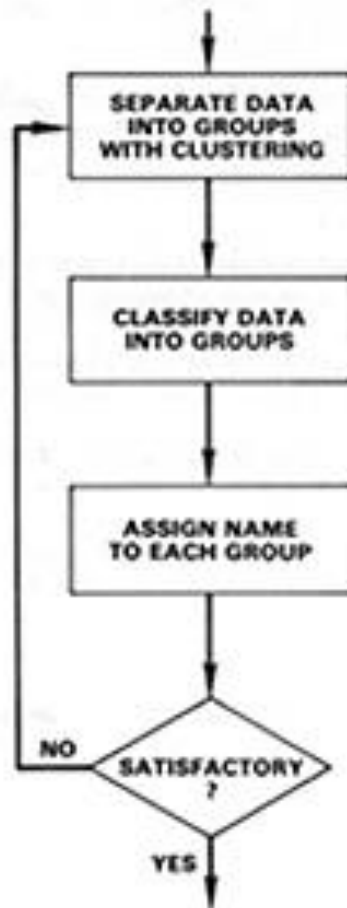 SEPARATE DATA
INTO GROUPS
WITH CLUSTERING
CLASSIFY DATA
INTO GROUPS
ASSIGN NAME
TO EACH GROUP
NO
SATISFACTORY
?
YES